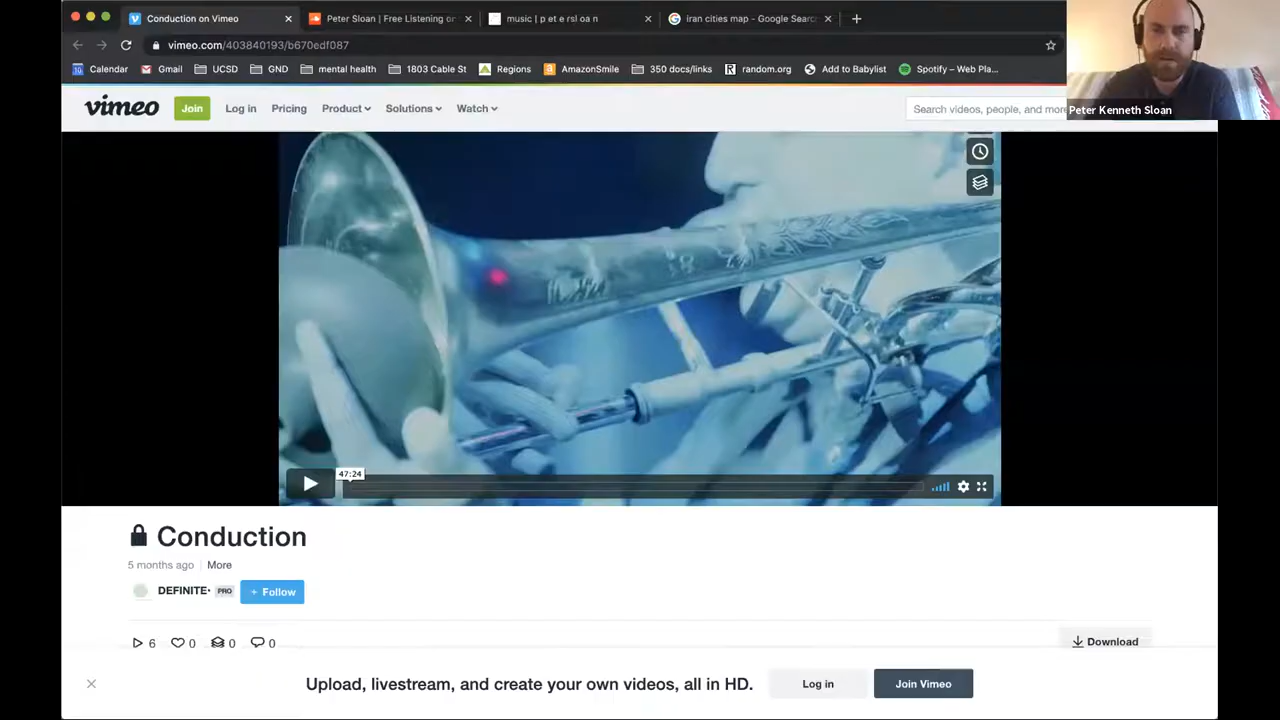 Conduction on Vimeo
Peter Sloan | Free Listening on
music | p et e rsl oa n
iran cities map - Google Searc
vimeo.com/403840193/b670edf087
Calendar
Gmail
UCSD
GND
mental health
1803 Cable St
Regions
AmazonSmile
350 docs/links
random.org
Add to Babylist
Spotify – Web Pla...
Peter Kenneth Sloan
vimeo
Join
Log in
Pricing
Product
Solutions
Watch
Search videos, people, and more
47:24
Conduction
5 months ago
More
DEFINITE·
PRO
+ Follow
6
0
0
0
Download
Upload, livestream, and create your own videos, all in HD.
Log in
Join Vimeo